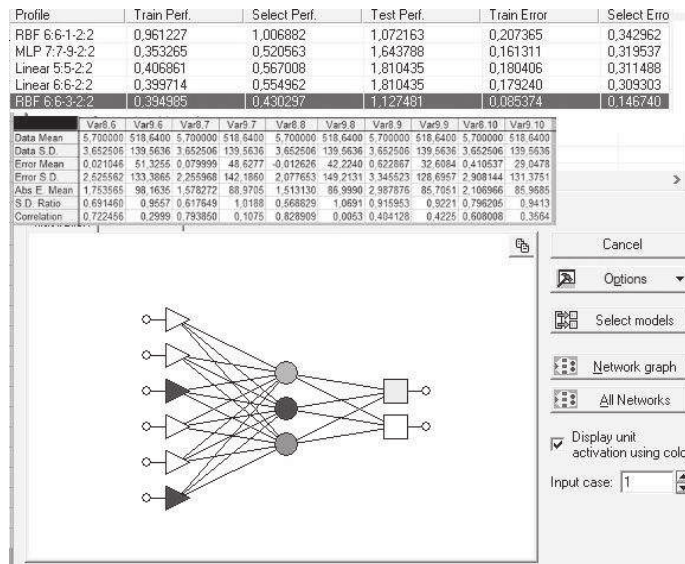 Profile Train Perf. Select Perf. Test Perf. Train Error Select Erro
RBF 6:6-1-2:2 0,961227 1,006882 1,072163 0,207365 0,342962
MLP 7:7-9-2:2 0,353265 0,520563 1,643788 0,161311 0,319537
Linear 5:5-2:2 0,406861 0,567008 1,810435 0,180406 0,311488
Linear 6:6-2:2 0,399714 0,554962 1,810435 0,179240 0,309303
RBF 6:6-3-2:2 0,394985 0,430297 1,127481 0,085374 0,146740
Var8.6 Var9.6 Var8.7 Var9.7 Var8.8 Var9.8 Var8.9 Var9.9 Var8.10 Var9.10
Data Mean 5,700000 518,6400 5,700000 518,6400 5,700000 518,6400 5,700000 518,6400 5,700000 518,6400
Data S.D. 3,652506 139,5636 3,652506 139,5636 3,652506 139,5636 3,652506 139,5636 3,652506 139,5636
Error Mean 0,021046 51,3255 0,079999 48,6277 -0,012626 42,2240 0,622867 32,6084 0,410537 29,0478
Error S.D. 2,525562 133,3865 2,255968 142,1860 2,077653 149,2131 3,345523 128,6957 2,908144 131,3751
Abs E. Mean 1,753565 98,1635 1,578272 88,9705 1,513130 86,9990 2,987876 85,7051 2,106966 85,9685
S.D. Ratio 0,691460 0,9557 0,617649 1,0188 0,568829 1,0691 0,915953 0,9221 0,796205 0,9413
Correlation 0,722456 0,2999 0,793850 0,1075 0,828909 0,0053 0,404128 0,4225 0,608008 0,3564
Cancel
Options
Select models
Network graph
All Networks
Display unit
activation using colo
Input case: 1